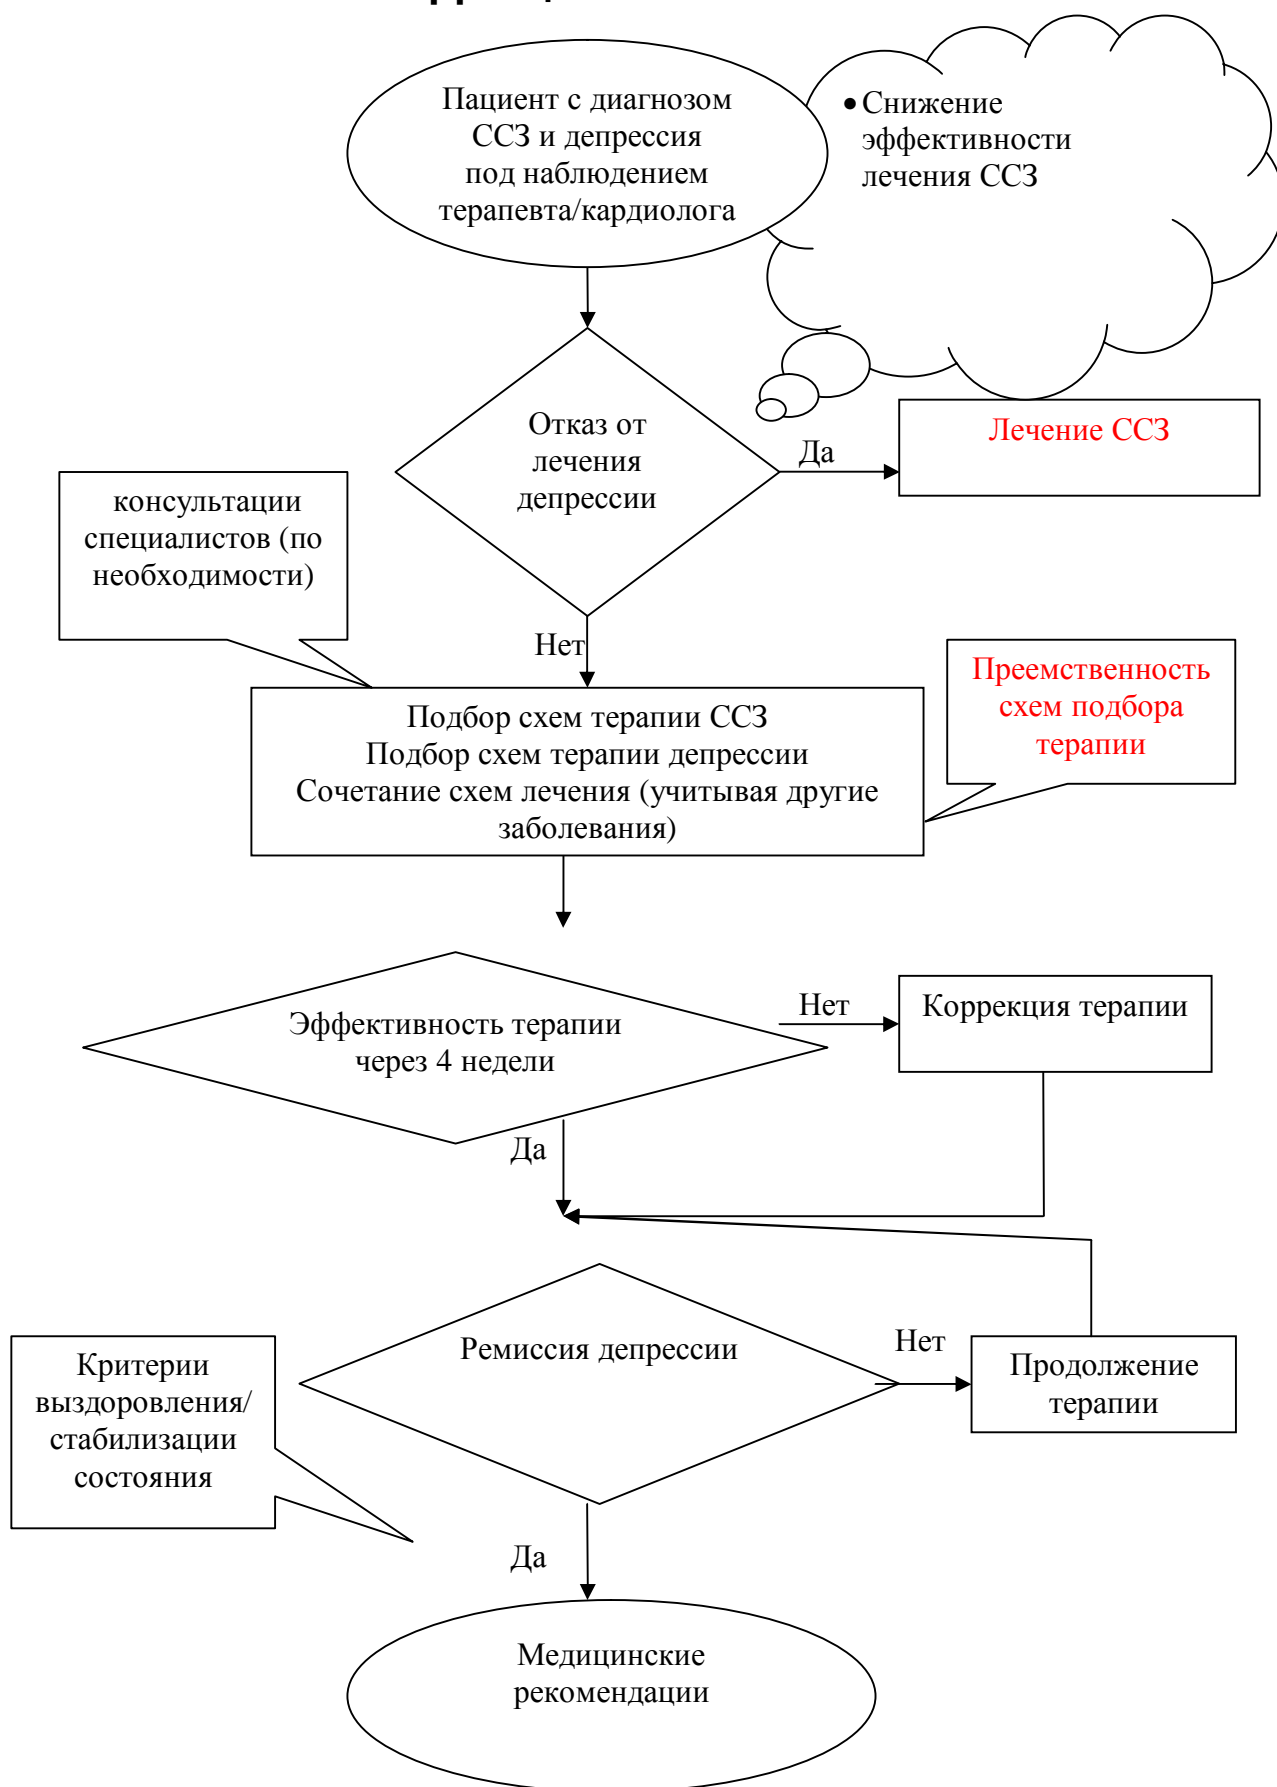 Пациент с диагнозом
ССЗ и депрессия
под наблюдением
терапевта/кардиолога
• Снижение
эффективности
лечения ССЗ
Отказ от
лечения
депрессии
Да
Лечение ССЗ
консультации
специалистов (по
необходимости)
Нет
Преемственность
схем подбора
терапии
Подбор схем терапии ССЗ
Подбор схем терапии депрессии
Сочетание схем лечения (учитывая другие
заболевания)
Эффективность терапии
через 4 недели
Нет
Коррекция терапии
Да
Ремиссия депрессии
Нет
Продолжение
терапии
Критерии
выздоровления/
стабилизации
состояния
Да
Медицинские
рекомендации